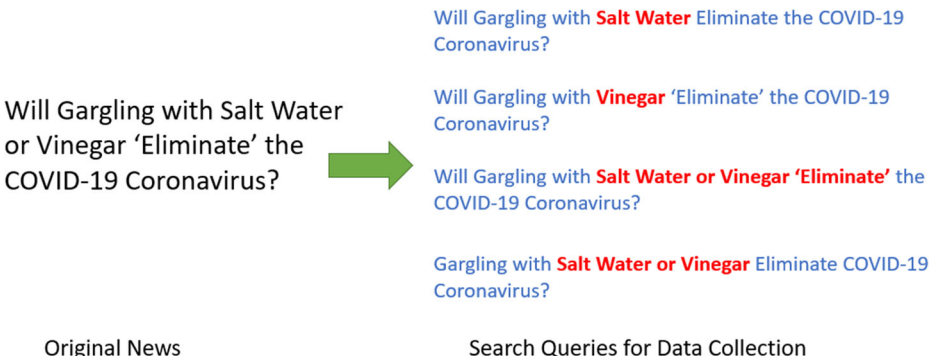 Will Gargling with Salt Water
or Vinegar ‘Eliminate’ the
COVID-19 Coronavirus?
Original News
Will Gargling with Salt Water Eliminate the COVID-19
Coronavirus?
Will Gargling with Vinegar ‘Eliminate’ the COVID-19
Coronavirus?
Will Gargling with Salt Water or Vinegar ‘Eliminate’ the
COVID-19 Coronavirus?
Gargling with Salt Water or Vinegar Eliminate COVID-19
Coronavirus?
Search Queries for Data Collection